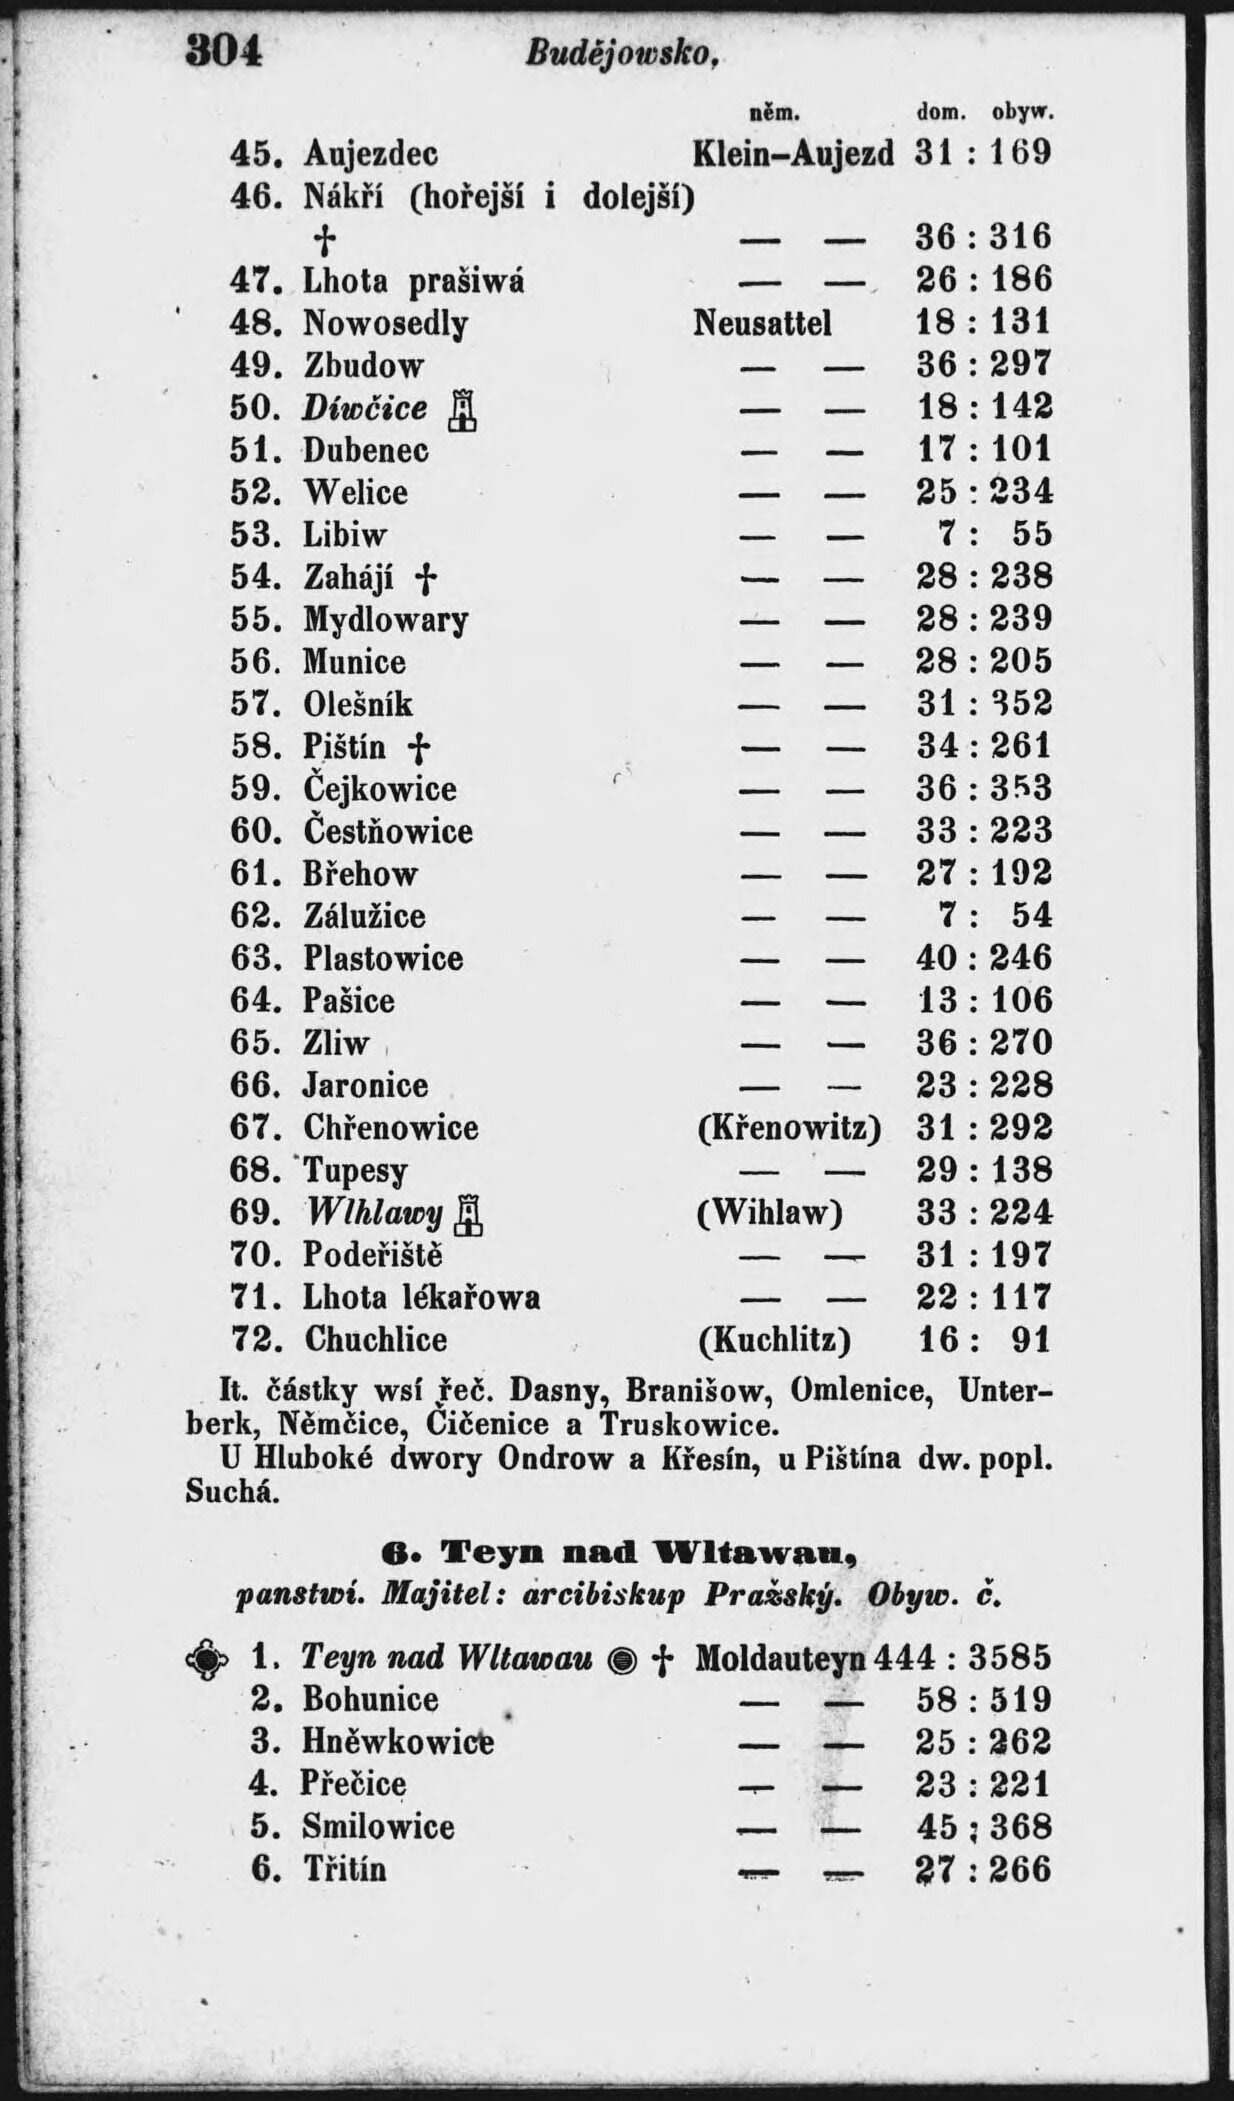 304 Budějowsko,
něm. dom. obyw.
45. Aujezdec Klein-Aujezd 31 : 169
46. Nákří (hořejší i dolejší)
† — — 36 : 316
47. Lhota prašiwá — — 26 : 186
48. Nowosedly Neusattel 18 : 131
49. Zbudow — — 36 : 297
50. Díwčice — — 18 : 142
51. Dubenec — — 17 : 101
52. Welice — — 25 : 234
53. Libiw — — 7 : 55
54. Zahájí † — — 28 : 238
55. Mydlowary — — 28 : 239
56. Munice — — 28 : 205
57. Olešník — — 31 : 352
58. Pištín † — — 34 : 261
59. Čejkowice — — 36 : 353
60. Čestňowice — — 33 : 223
61. Břehow — — 27 : 192
62. Zálužice — — 7 : 54
63. Plastowice — — 40 : 246
64. Pašice — — 13 : 106
65. Zliw — — 36 : 270
66. Jaronice — — 23 : 228
67. Chřenowice (Křenowitz) 31 : 292
68. Tupesy — — 29 : 138
69. Wlhlawy (Wihlaw) 33 : 224
70. Podeřiště — — 31 : 197
71. Lhota lékařowa — — 22 : 117
72. Chuchlice (Kuchlitz) 16 : 91
It. částky wsí řeč. Dasny, Branišow, Omlenice, Unter-
berk, Němčice, Čičenice a Truskowice.
U Hluboké dwory Ondrow a Křesín, u Pištína dw. popl.
Suchá.
6. Teyn nad Wltawau,
panstwí. Majitel: arcibiskup Pražský. Obyw. č.
1. Teyn nad Wltawau † Moldauteyn 444 : 3585
2. Bohunice — — 58 : 519
3. Hněwkowice — — 25 : 262
4. Přečice — — 23 : 221
5. Smilowice — — 45 : 368
6. Třitín — — 27 : 266